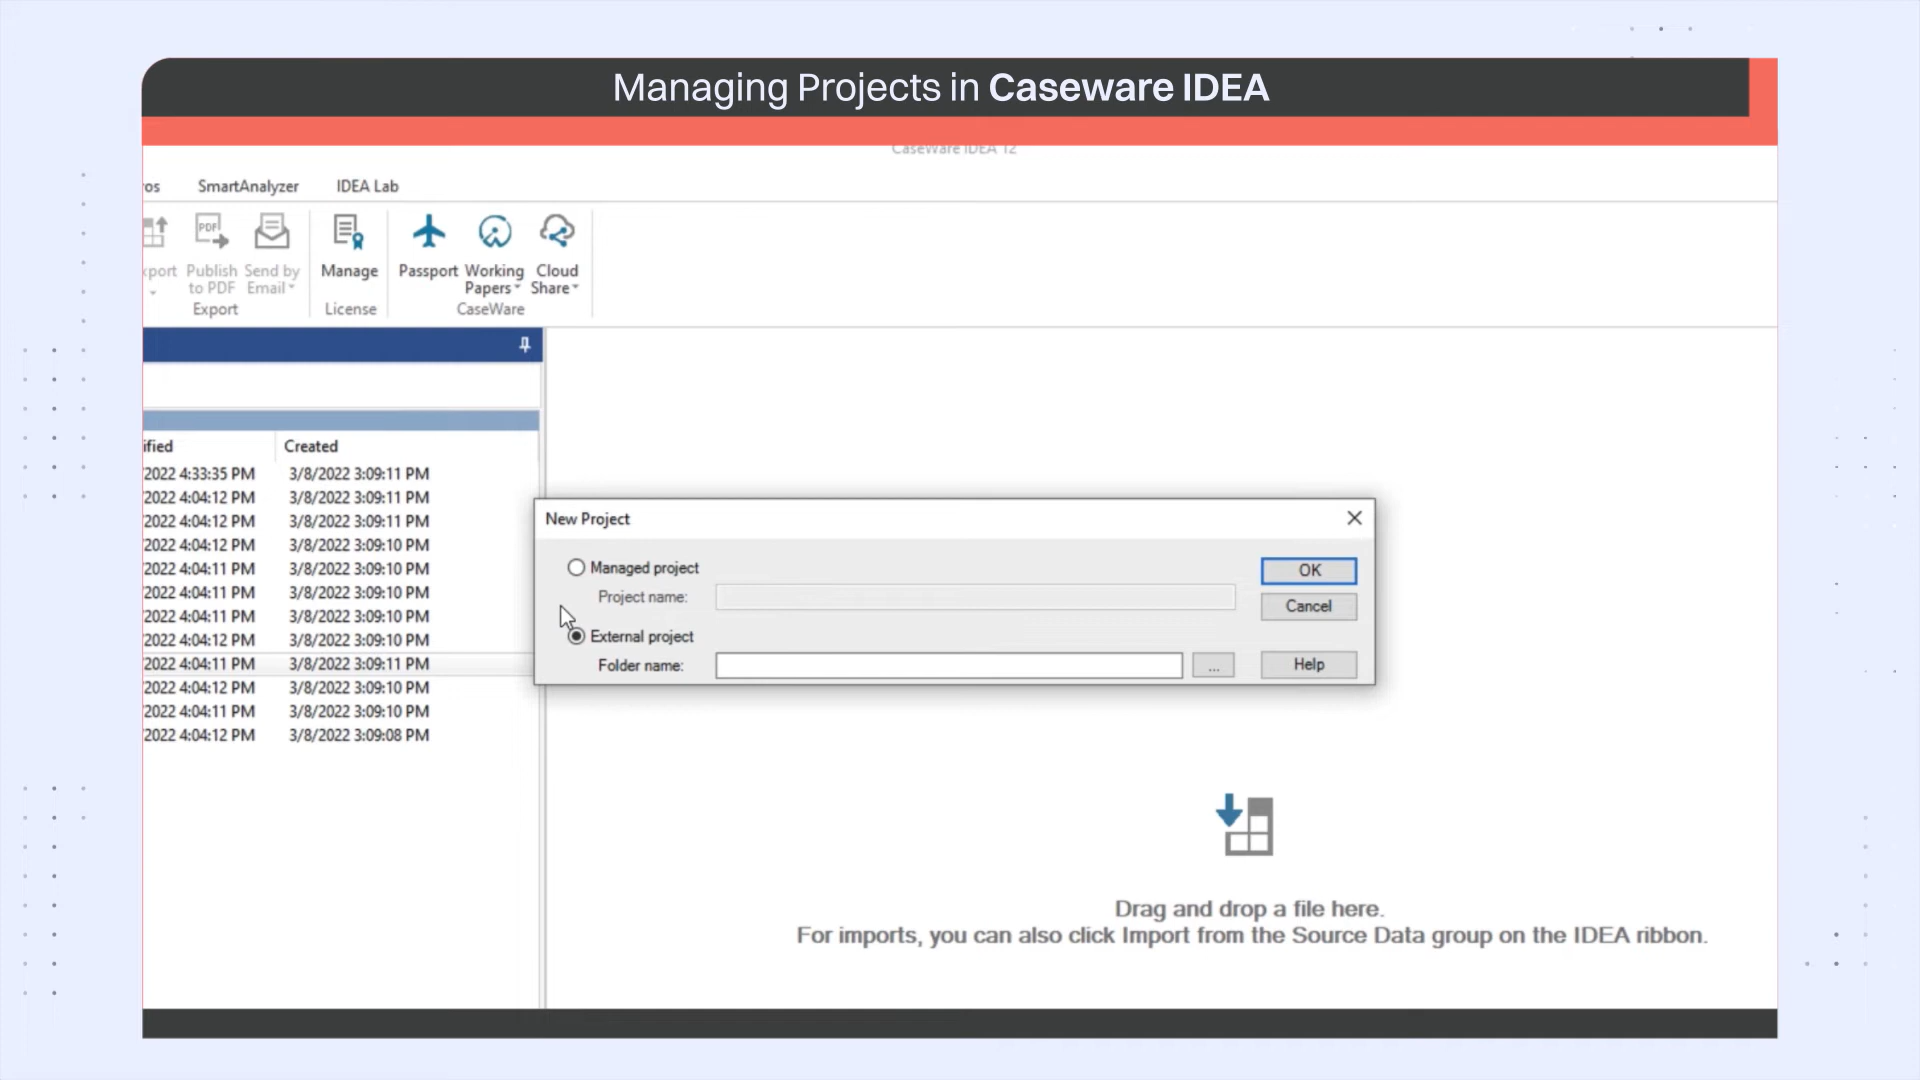 Managing Projects in Caseware IDEA
CaseWare IDEA 12
ros SmartAnalyzer IDEA Lab
xport Publish to PDF Send by Email Manage Passport Working Papers Cloud Share
Export License CaseWare
PDF
ified Created
/2022 4:33:35 PM 3/8/2022 3:09:11 PM
2022 4:04:12 PM 3/8/2022 3:09:11 PM
2022 4:04:12 PM 3/8/2022 3:09:11 PM
2022 4:04:12 PM 3/8/2022 3:09:10 PM
2022 4:04:11 PM 3/8/2022 3:09:10 PM
2022 4:04:11 PM 3/8/2022 3:09:10 PM
2022 4:04:11 PM 3/8/2022 3:09:10 PM
2022 4:04:12 PM 3/8/2022 3:09:10 PM
2022 4:04:11 PM 3/8/2022 3:09:11 PM
2022 4:04:12 PM 3/8/2022 3:09:10 PM
2022 4:04:11 PM 3/8/2022 3:09:10 PM
2022 4:04:12 PM 3/8/2022 3:09:08 PM
New Project
Managed project
Project name:
External project
Folder name:
...
OK
Cancel
Help
Drag and drop a file here.
For imports, you can also click Import from the Source Data group on the IDEA ribbon.